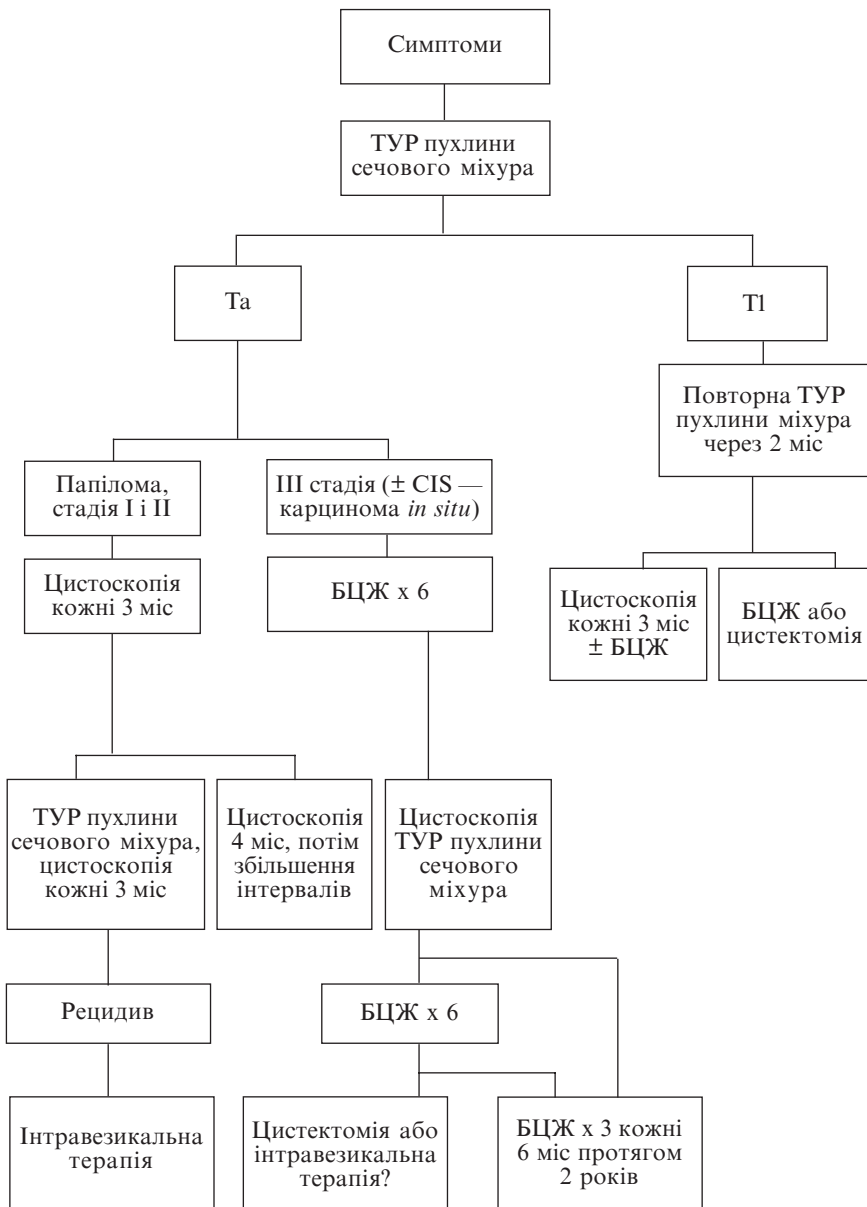 Симптоми
ТУР пухлини
сечового міхура
Ta
T1
Повторна ТУР
пухлини міхура
через 2 міс
Папілома,
стадія I і II
III стадія (± CIS —
карцинома in situ)
Цистоскопія
кожні 3 міс
БЦЖ x 6
Цистоскопія
кожні 3 міс
± БЦЖ
БЦЖ або
цистектомія
ТУР пухлини
сечового міхура,
цистоскопія
кожні 3 міс
Цистоскопія
4 міс, потім
збільшення
інтервалів
Цистоскопія
ТУР пухлини
сечового
міхура
Рецидив
БЦЖ x 6
Інтравезикальна
терапія
Цистектомія або
інтравезикальна
терапія?
БЦЖ x 3 кожні
6 міс протягом
2 років